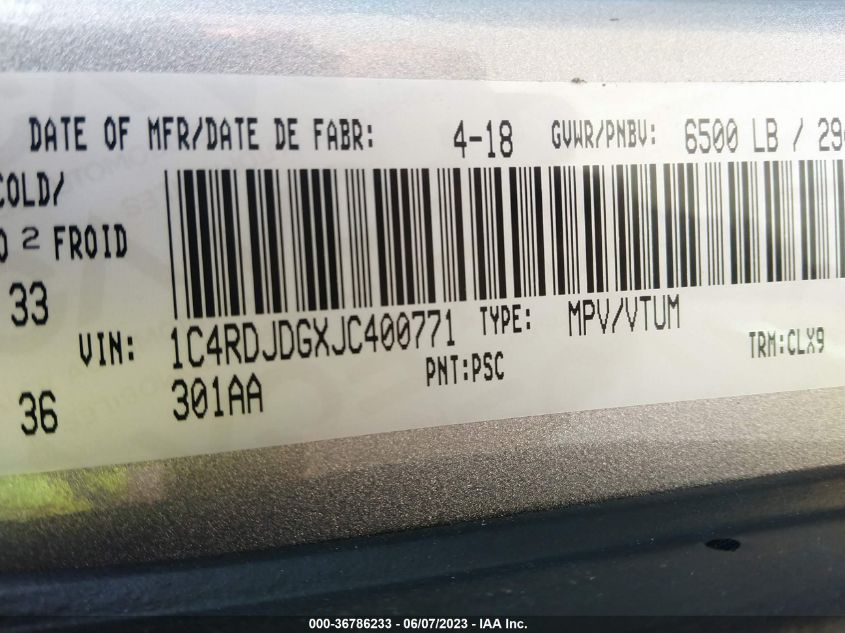 DATE OF MFR/DATE DE FABR: 4-18 GVWR/PNBV: 6500 LB / 29
COLD/
2 FROID
33
VIN: 1C4RDJDGXJC400771 TYPE: MPV/VTUM
PNT:PSC TRM:CLX9
36 301AA
000-36786233 - 06/07/2023 - IAA Inc.